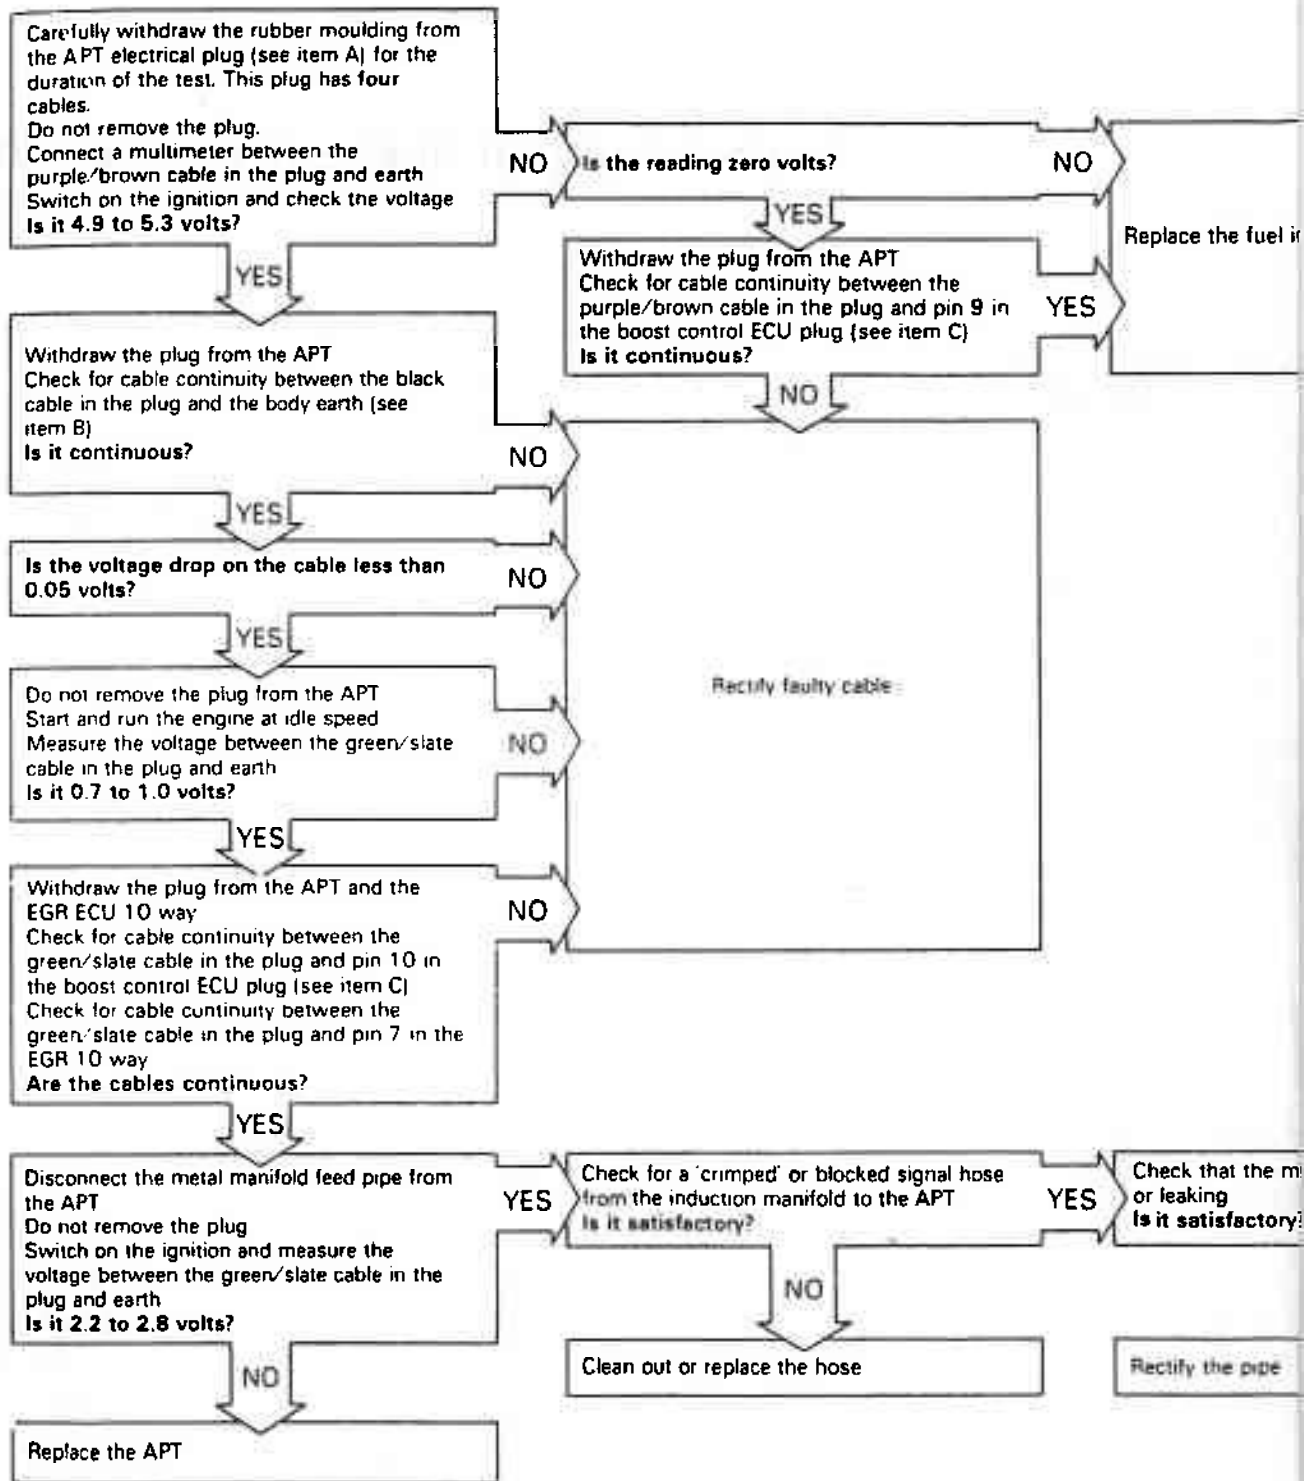 Carefully withdraw the rubber moulding from
the APT electrical plug (see item A) for the
duration of the test. This plug has four
cables.
Do not remove the plug.
Connect a multimeter between the
purple/brown cable in the plug and earth
Switch on the ignition and check the voltage
Is it 4.9 to 5.3 volts?
NO
Is the reading zero volts?
NO
Replace the fuel
YES
YES
Withdraw the plug from the APT
Check for cable continuity between the
purple/brown cable in the plug and pin 9 in
the boost control ECU plug (see item C)
Is it continuous?
YES
NO
Withdraw the plug from the APT
Check for cable continuity between the black
cable in the plug and the body earth (see
item B)
Is it continuous?
NO
YES
Is the voltage drop on the cable less than
0.05 volts?
NO
YES
Rectify faulty cable
Do not remove the plug from the APT
Start and run the engine at idle speed
Measure the voltage between the green/slate
cable in the plug and earth
Is it 0.7 to 1.0 volts?
NO
YES
Withdraw the plug from the APT and the
EGR ECU 10 way
Check for cable continuity between the
green/slate cable in the plug and pin 10 in
the boost control ECU plug (see item C)
Check for cable continuity between the
green/slate cable in the plug and pin 7 in the
EGR 10 way
Are the cables continuous?
NO
YES
Disconnect the metal manifold feed pipe from
the APT
Do not remove the plug
Switch on the ignition and measure the
voltage between the green/slate cable in the
plug and earth
Is it 2.2 to 2.8 volts?
YES
Check for a 'crimped' or blocked signal hose
from the induction manifold to the APT
Is it satisfactory?
YES
Check that the
or leaking
Is it satisfactory?
NO
NO
Clean out or replace the hose
Rectify the pipe
Replace the APT